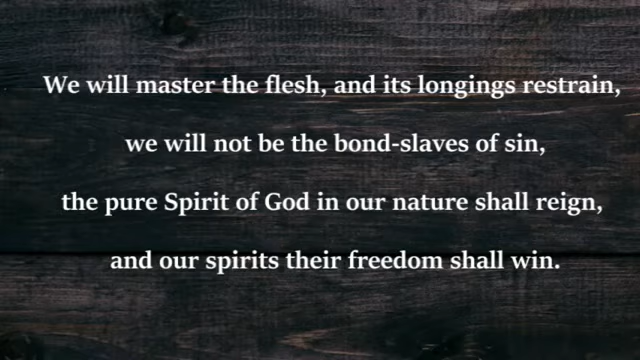 We will master the flesh, and its longings restrain,
we will not be the bond-slaves of sin,
the pure Spirit of God in our nature shall reign,
and our spirits their freedom shall win.